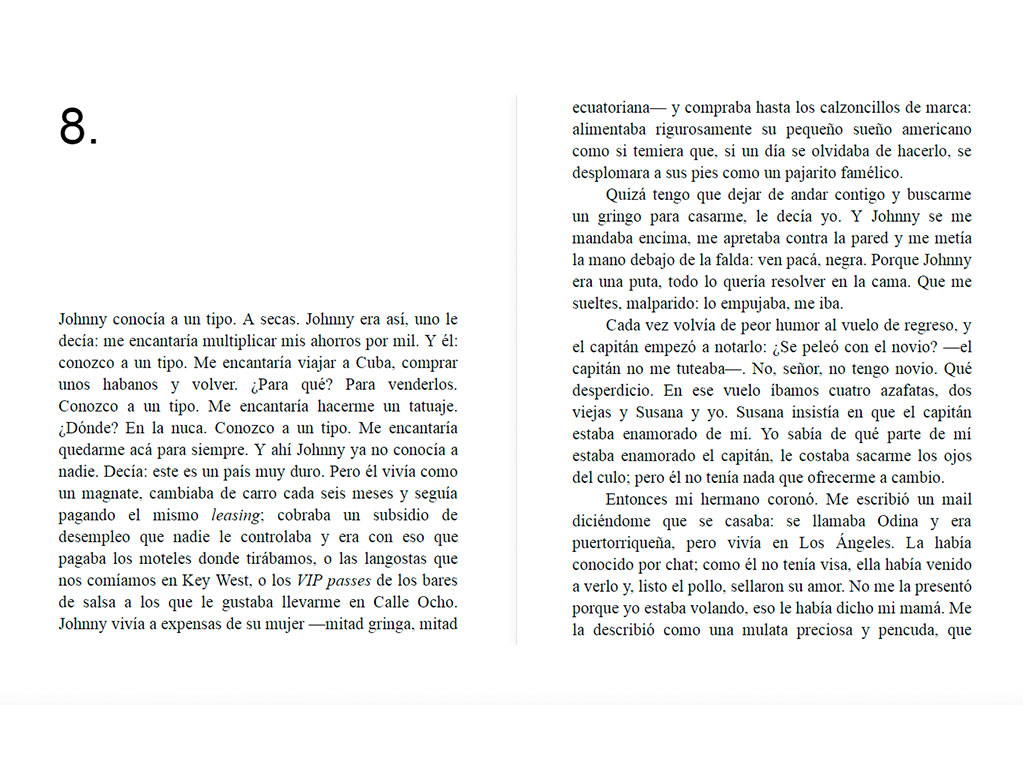 8.
Johnny conocía a un tipo. A secas. Johnny era así, uno le
decía: me encantaría multiplicar mis ahorros por mil. Y él:
conozco a un tipo. Me encantaría viajar a Cuba, comprar
unos habanos y volver. ¿Para qué? Para venderlos.
Conozco a un tipo. Me encantaría hacerme un tatuaje.
¿Dónde? En la nuca. Conozco a un tipo. Me encantaría
quedarme acá para siempre. Y ahí Johnny ya no conocía a
nadie. Decía: este es un país muy duro. Pero él vivía como
un magnate, cambiaba de carro cada seis meses y seguía
pagando el mismo leasing; cobraba un subsidio de
desempleo que nadie le controlaba y era con eso que
pagaba los moteles donde tirábamos, o las langostas que
nos comíamos en Key West, o los VIP passes de los bares
de salsa a los que le gustaba llevarme en Calle Ocho.
Johnny vivía a expensas de su mujer —mitad gringa, mitad
ecuatoriana— y compraba hasta los calzoncillos de marca:
alimentaba rigurosamente su pequeño sueño americano
como si temiera que, si un día se olvidaba de hacerlo, se
desplomara a sus pies como un pajarito famélico.
Quizá tengo que dejar de andar contigo y buscarme
un gringo para casarme, le decía yo. Y Johnny se me
mandaba encima, me apretaba contra la pared y me metía
la mano debajo de la falda: ven pacá, negra. Porque Johnny
era una puta, todo lo quería resolver en la cama. Que me
sueltes, malparido: lo empujaba, me iba.
Cada vez volvía de peor humor al vuelo de regreso, y
el capitán empezó a notarlo: ¿Se peleó con el novio? —el
capitán no me tuteaba—. No, señor, no tengo novio. Qué
desperdicio. En ese vuelo íbamos cuatro azafatas, dos
viejas y Susana y yo. Susana insistía en que el capitán
estaba enamorado de mí. Yo sabía de qué parte de mí
estaba enamorado el capitán, le costaba sacarme los ojos
del culo; pero él no tenía nada que ofrecerme a cambio.
Entonces mi hermano coronó. Me escribió un mail
diciéndome que se casaba: se llamaba Odina y era
puertorriqueña, pero vivía en Los Ángeles. La había
conocido por chat; como él no tenía visa, ella había venido
a verlo y, listo el pollo, sellaron su amor. No me la presentó
porque yo estaba volando, eso le había dicho mi mamá. Me
la describió como una mulata preciosa y pencuda, que